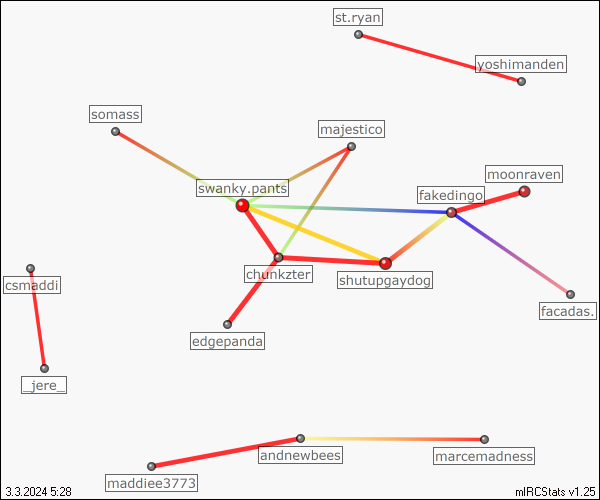 st.ryan
yoshimanden
somass
majestico
moonraven
swanky.pants
fakedingo
chunkzter
shutupgaydog
csmaddi
facadas.
edgepanda
_jere_
andnewbees
marcemadness
maddiee3773
3.3.2024 5:28
mIRCStats v1.25